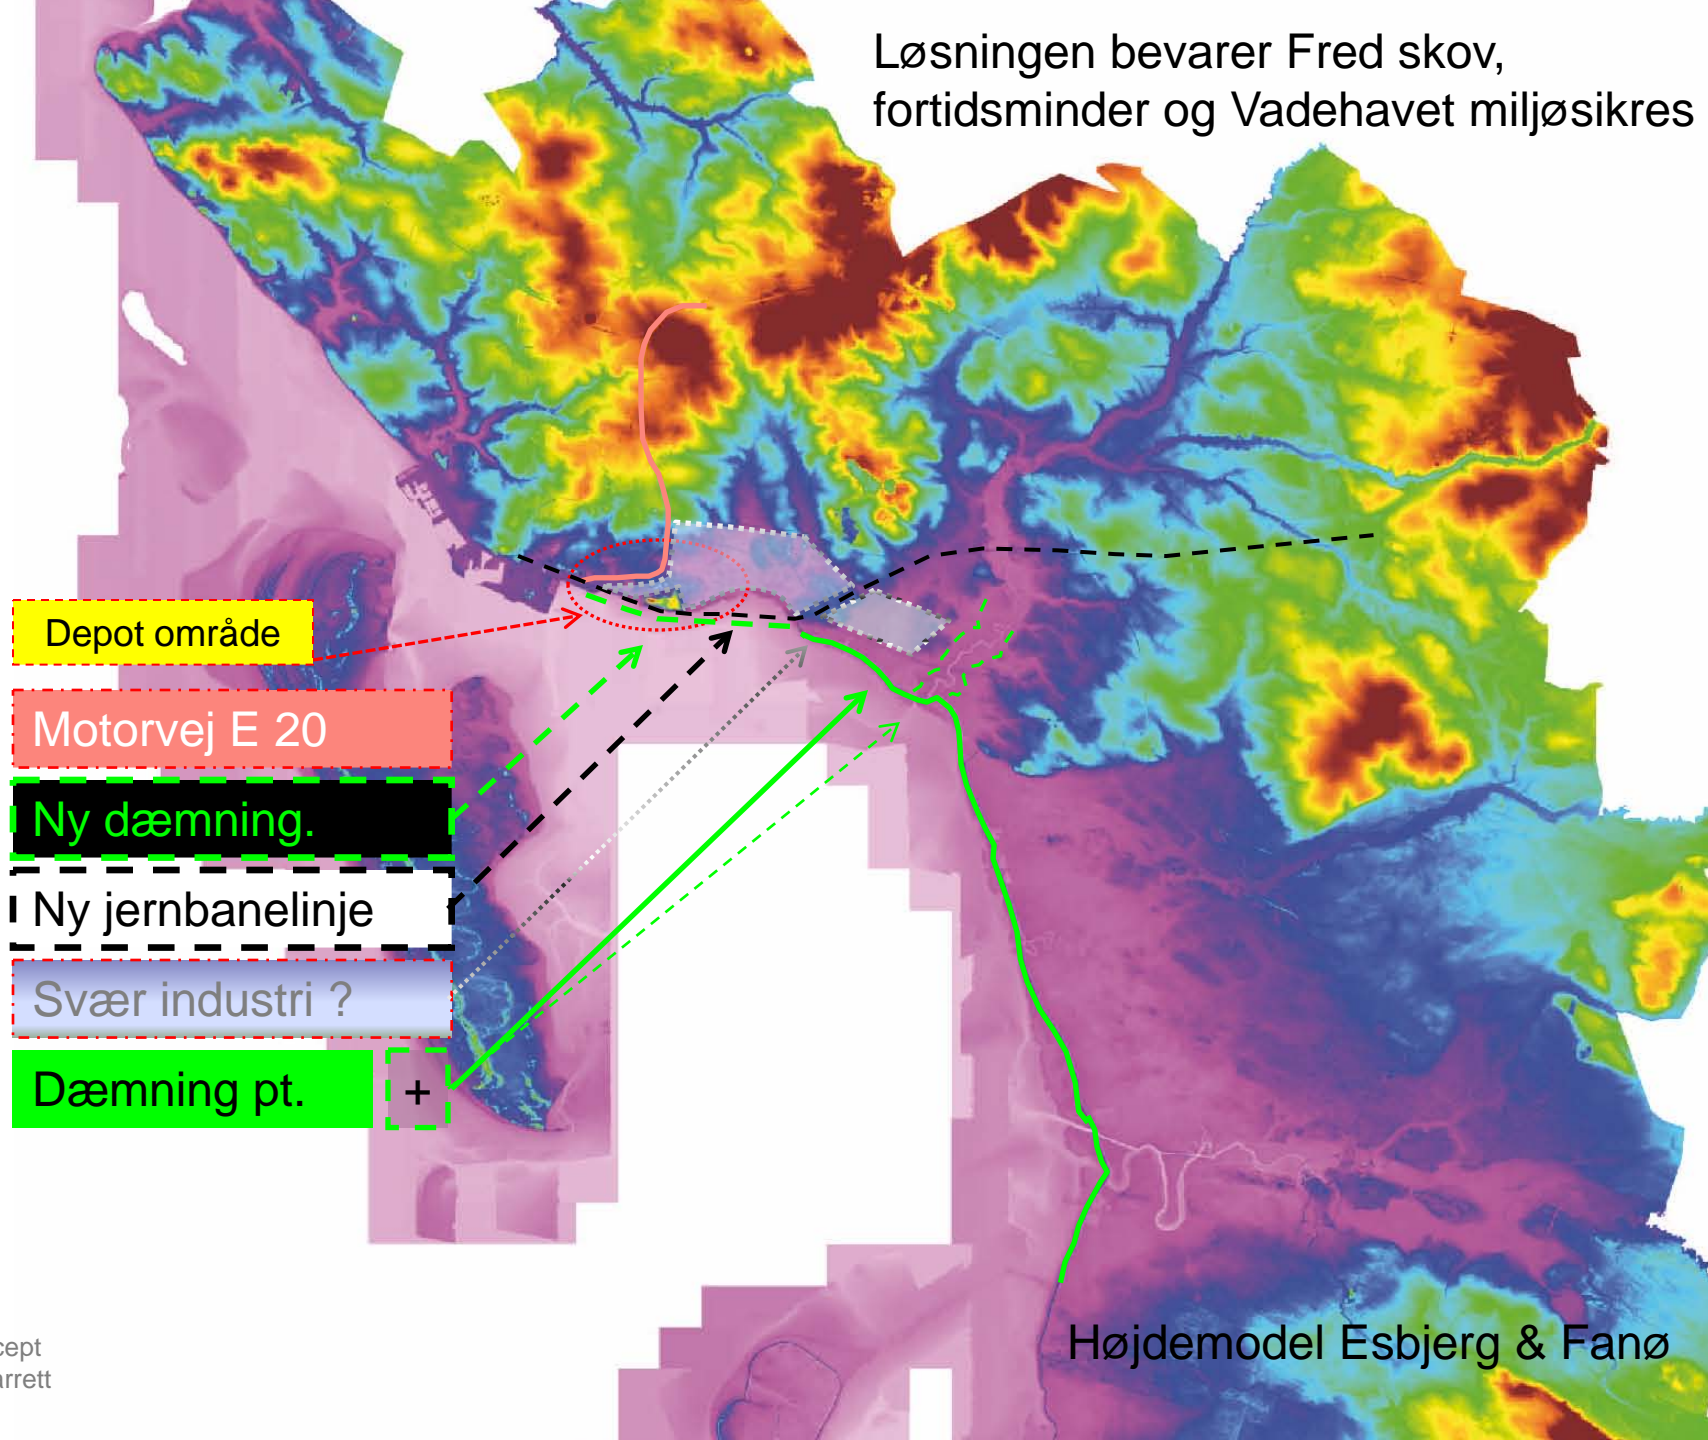 Løsningen bevarer Fred skov,
fortidsminder og Vadehavet miljøsikres
Depot område
Motorvej E 20
Ny dæmning.
Ny jernbanelinje
Svær industri ?
Dæmning pt.
+
Højdemodel Esbjerg & Fanø
cept
arrett